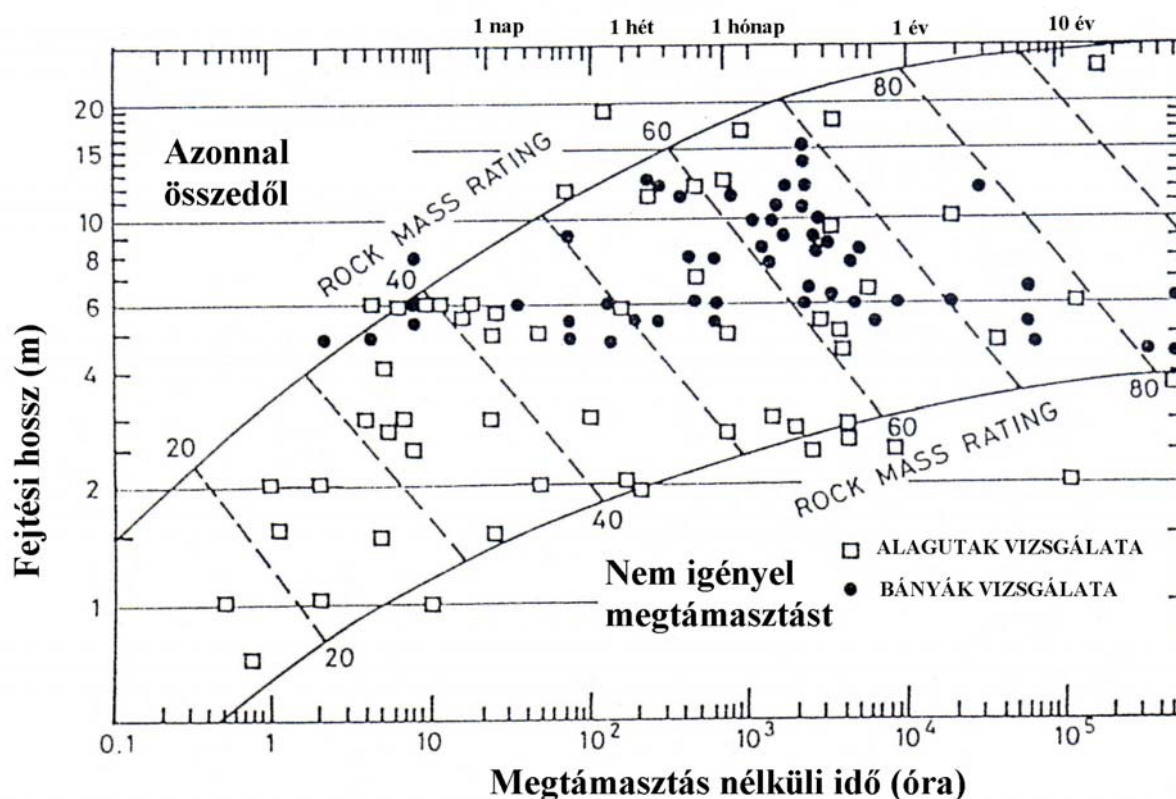 1 nap 1 hét 1 hónap 1 év 10 év
20
15
10
8
6
4
2
1
Fejtési hossz (m)
Azonnal
összedől
ROCK MASS RATING
20
40
60
80
20
40
60
80
ROCK MASS RATING
Nem igényel
megtámasztást
ALAGUTAK VIZSGÁLATA
BÁNYÁK VIZSGÁLATA
0.1 1 10 10² 10³ 10⁴ 10⁵
Megtámasztás nélküli idő (óra)